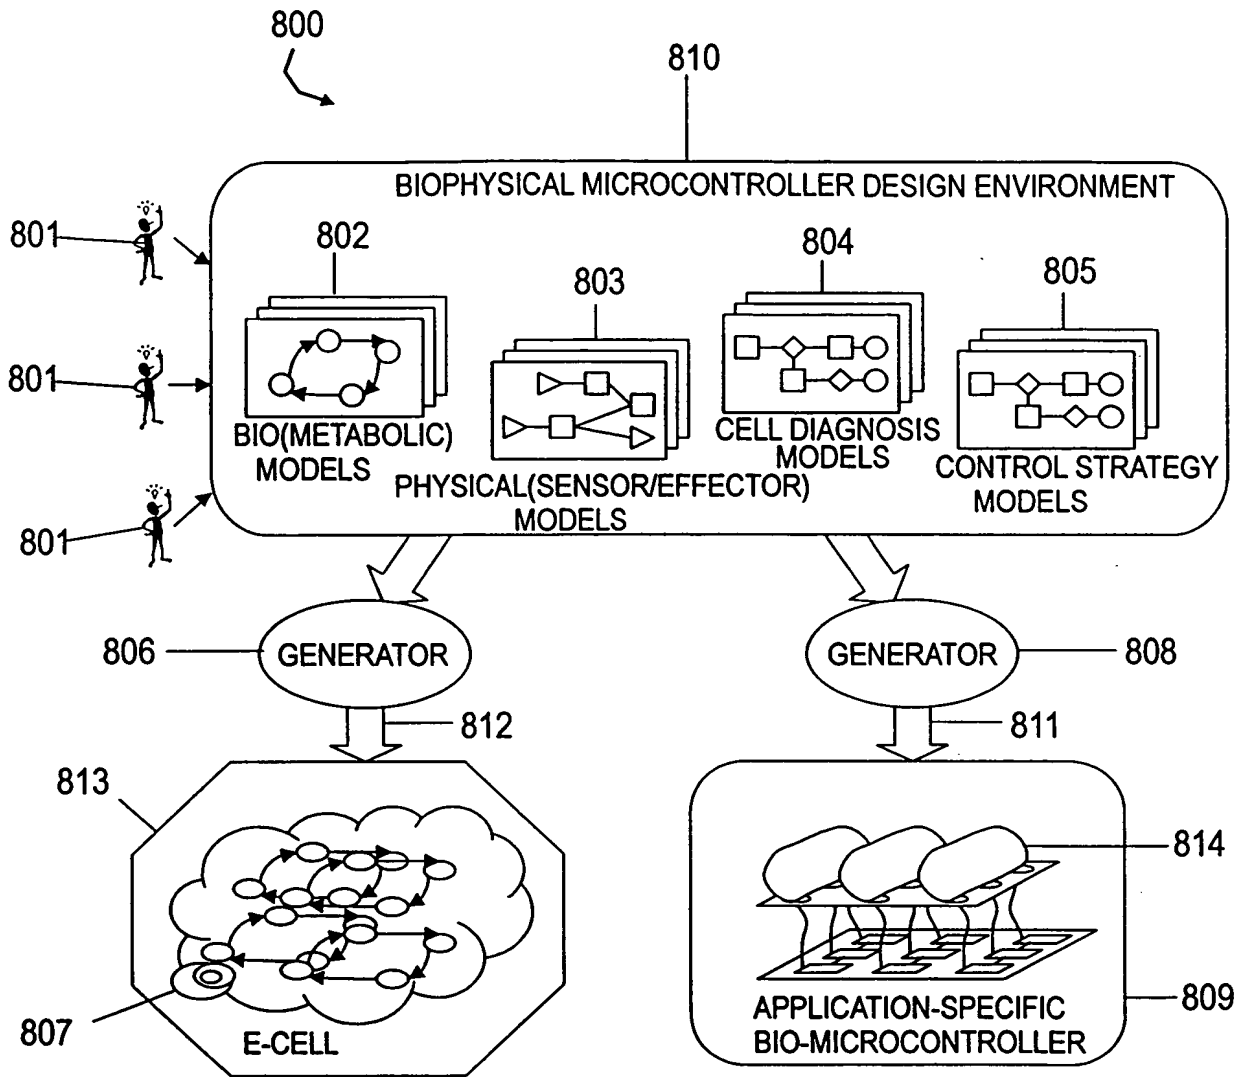 800
810
BIOPHYSICAL MICROCONTROLLER DESIGN ENVIRONMENT
801
802
803
804
805
801
BIO(METABOLIC)
MODELS
PHYSICAL(SENSOR/EFFECTOR)
MODELS
CELL DIAGNOSIS
MODELS
CONTROL STRATEGY
MODELS
801
806
GENERATOR
GENERATOR
808
812
811
813
814
807
E-CELL
APPLICATION-SPECIFIC
BIO-MICROCONTROLLER
809